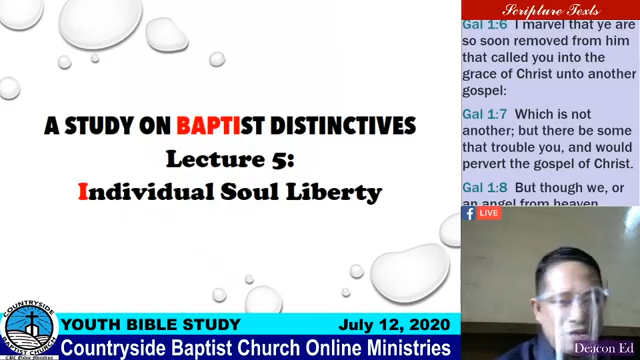 A STUDY ON BAPTIST DISTINCTIVES
Lecture 5:
Individual Soul Liberty
Scripture Texts
Gal 1:6 I marvel that ye are
so soon removed from him
that called you into the
grace of Christ unto another
gospel:
Gal 1:7 Which is not
another; but there be some
that trouble you, and would
pervert the gospel of Christ.
Gal 1:8 But though we, or
an angel from heaven,
LIVE
Deacon Ed
COUNTRYSIDE
BAPTIST CHURCH
YOUTH BIBLE STUDY July 12, 2020
Countryside Baptist Church Online Ministries